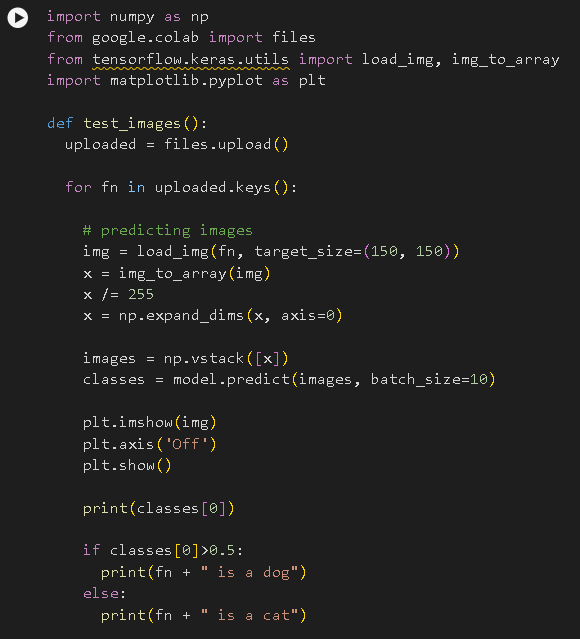 import numpy as np
from google.colab import files
from tensorflow.keras.utils import load_img, img_to_array
import matplotlib.pyplot as plt

def test_images():
  uploaded = files.upload()

  for fn in uploaded.keys():

    # predicting images
    img = load_img(fn, target_size=(150, 150))
    x = img_to_array(img)
    x /= 255
    x = np.expand_dims(x, axis=0)

    images = np.vstack([x])
    classes = model.predict(images, batch_size=10)

    plt.imshow(img)
    plt.axis('Off')
    plt.show()

    print(classes[0])

    if classes[0]>0.5:
      print(fn + " is a dog")
    else:
      print(fn + " is a cat")